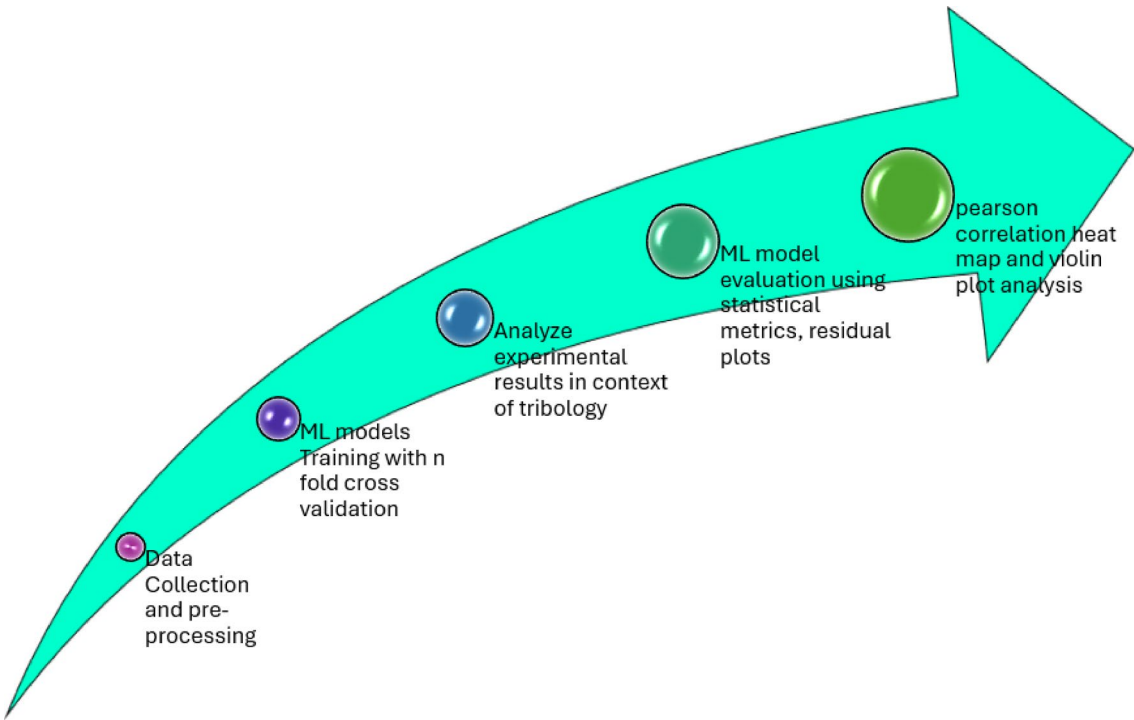 Data
Collection
and pre-
processing
ML models
Training with n
fold cross
validation
Analyze
experimental
results in context
of tribology
ML model
evaluation using
statistical
metrics, residual
plots
pearson
correlation heat
map and violin
plot analysis